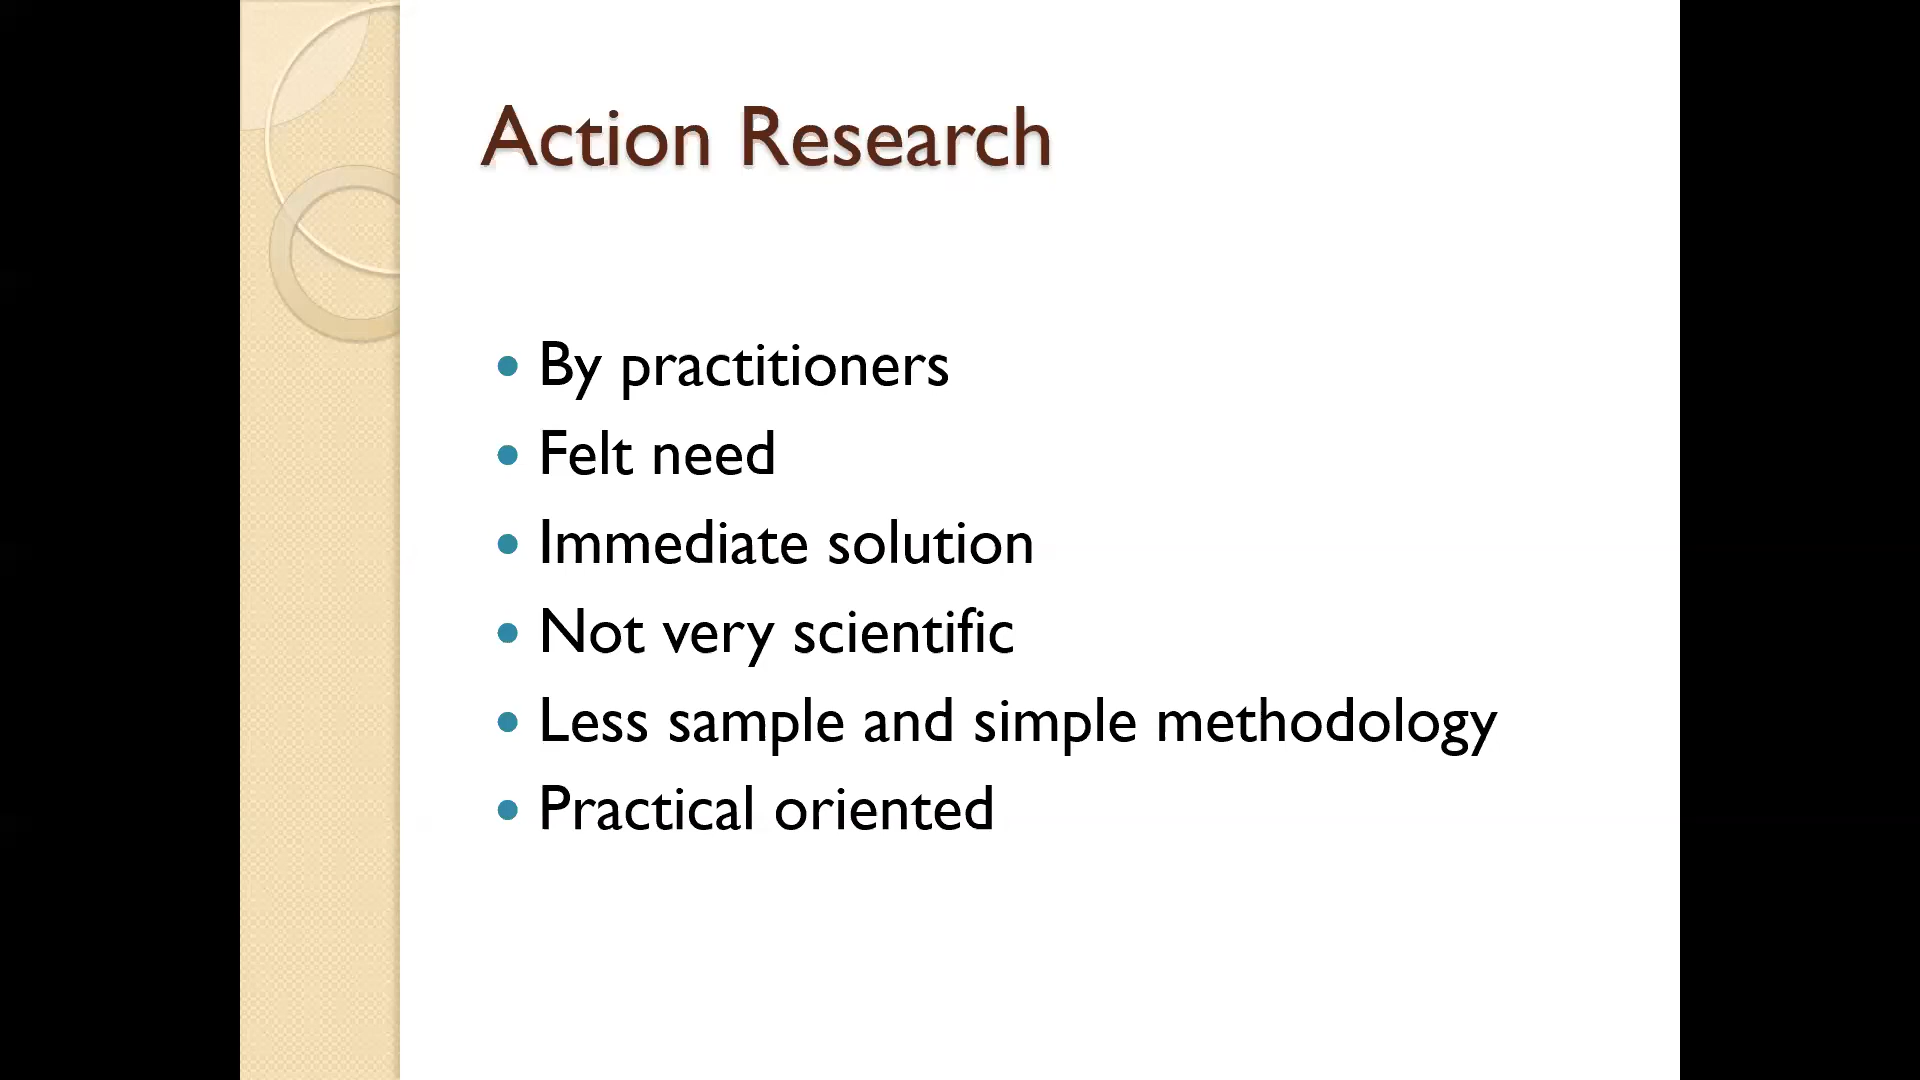 Action Research
• By practitioners
• Felt need
• Immediate solution
• Not very scientific
• Less sample and simple methodology
• Practical oriented